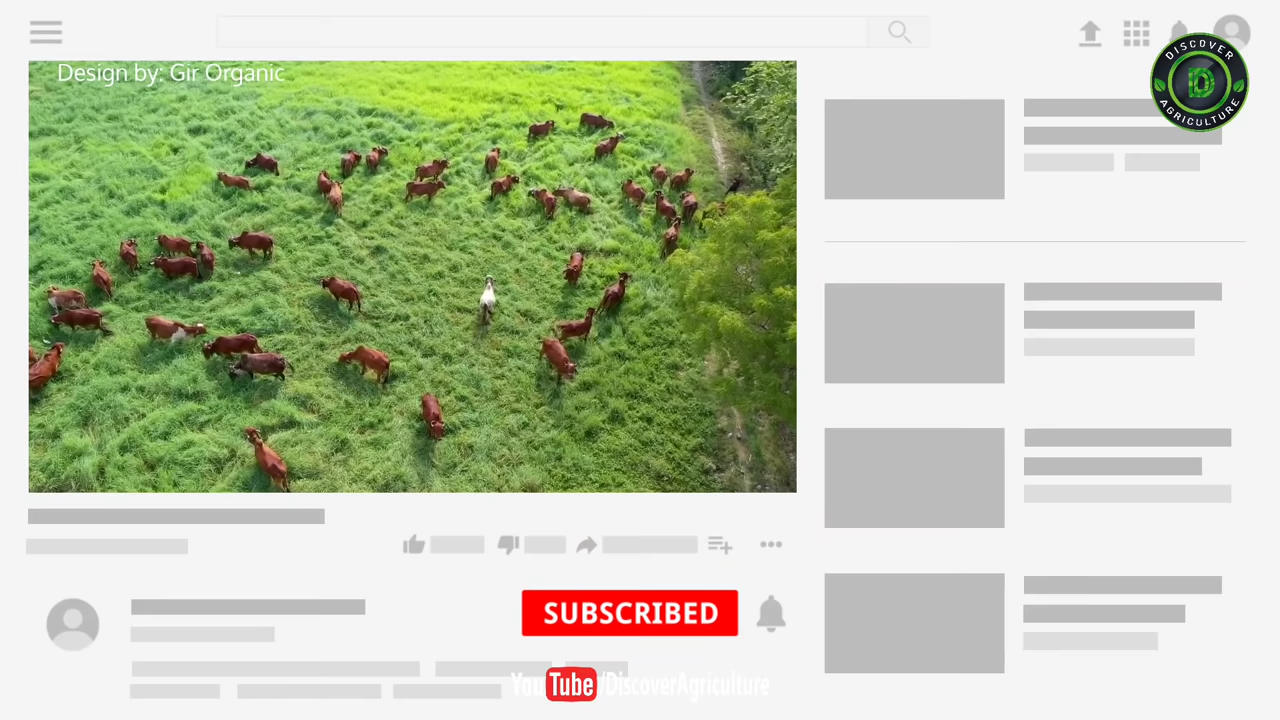 Design by: Gir Organic
DISCOVER
D
AGRICULTURE
SUBSCRIBED
YouTube/DiscoverAgriculture